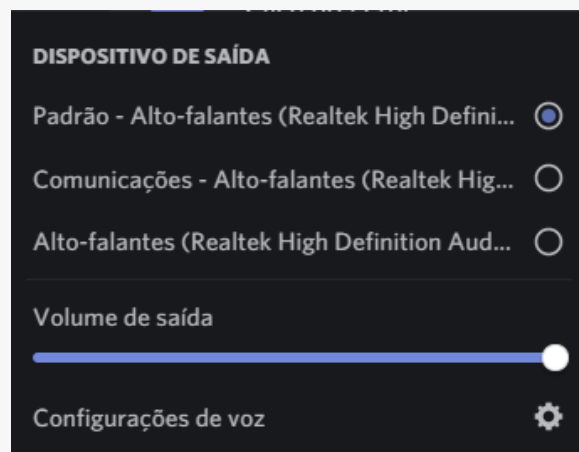 DISPOSITIVO DE SAÍDA
Padrão - Alto-falantes (Realtek High Defini...
Comunicações - Alto-falantes (Realtek Hig...
Alto-falantes (Realtek High Definition Aud...
Volume de saída
Configurações de voz